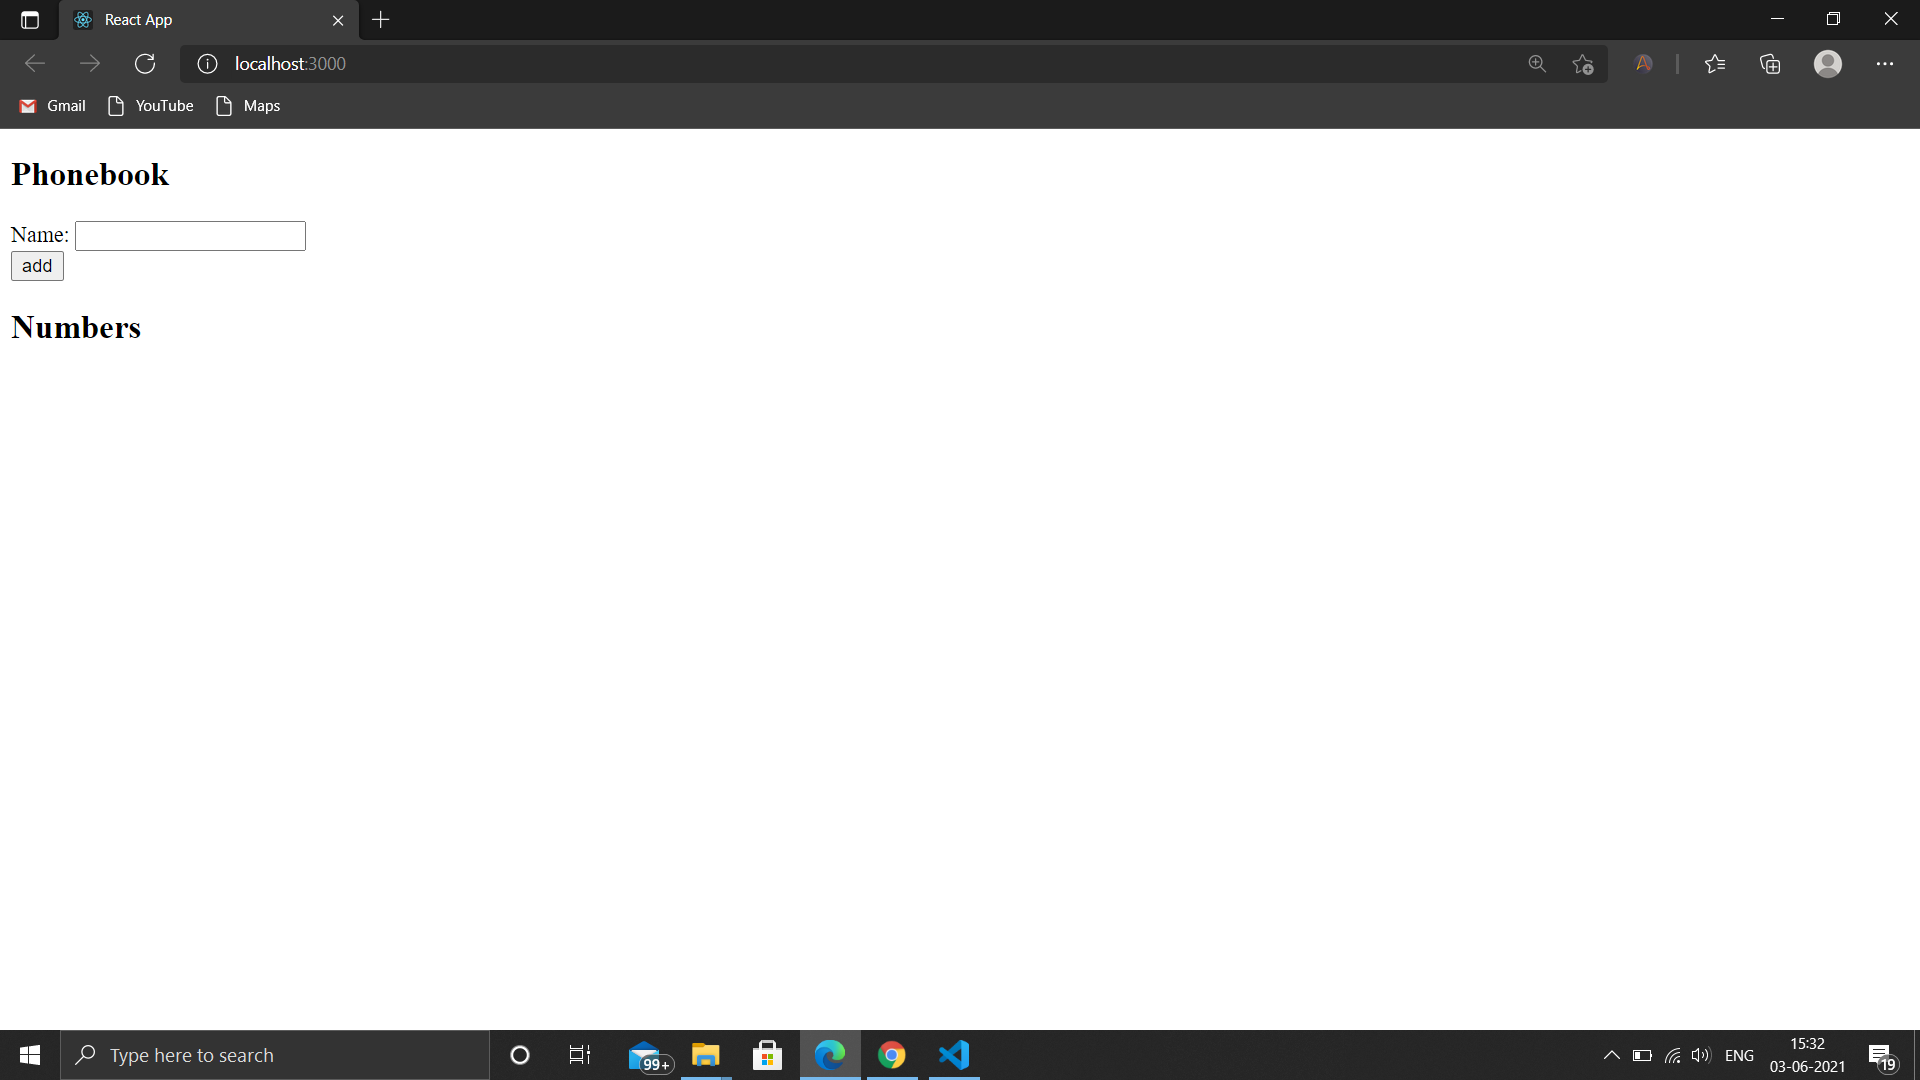 React App
localhost:3000
Gmail YouTube Maps
Phonebook
Name:
add
Numbers
Type here to search
99+
ENG
15:32
03-06-2021
19